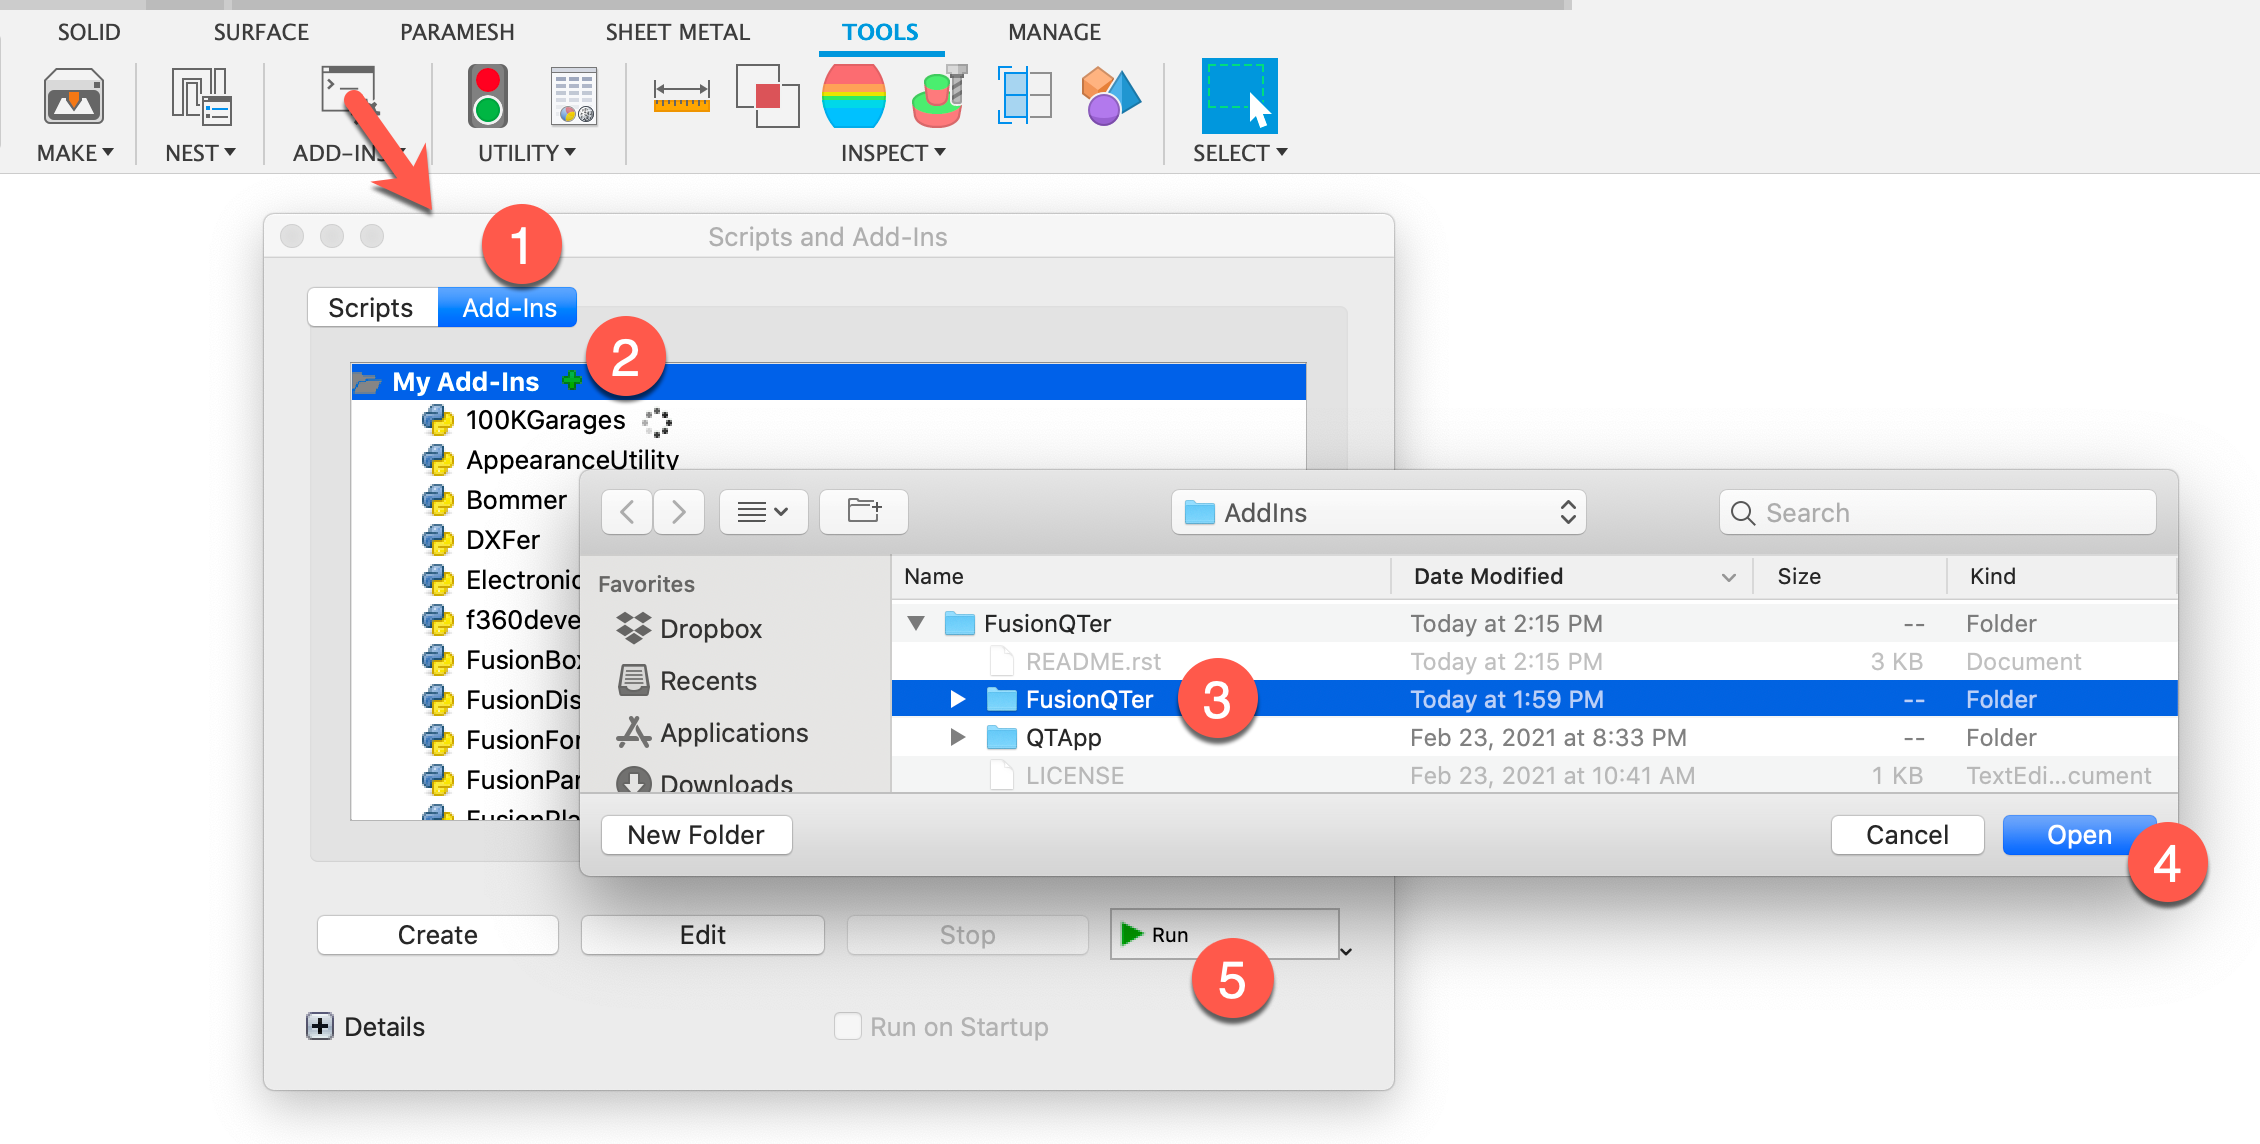 SOLID SURFACE PARAMESH SHEET METAL TOOLS MANAGE
MAKE NEST ADD-INS UTILITY INSPECT SELECT
1
Scripts and Add-Ins
Scripts Add-Ins
2
My Add-Ins
100KGarages
AppearanceUtility
Bommer
DXFer
Electronic
f360deve
FusionBox
FusionDis
FusionFor
FusionPar
FusionPla
AddIns Search
Favorites
Dropbox
Recents
Applications
Downloads
Name Date Modified Size Kind
FusionQTer Today at 2:15 PM -- Folder
README.rst Today at 2:15 PM 3 KB Document
FusionQTer 3 Today at 1:59 PM -- Folder
QTApp Feb 23, 2021 at 8:33 PM -- Folder
LICENSE Feb 23, 2021 at 10:41 AM 1 KB TextEdi...cument
New Folder Cancel Open
4
Create Edit Stop Run
5
Details Run on Startup